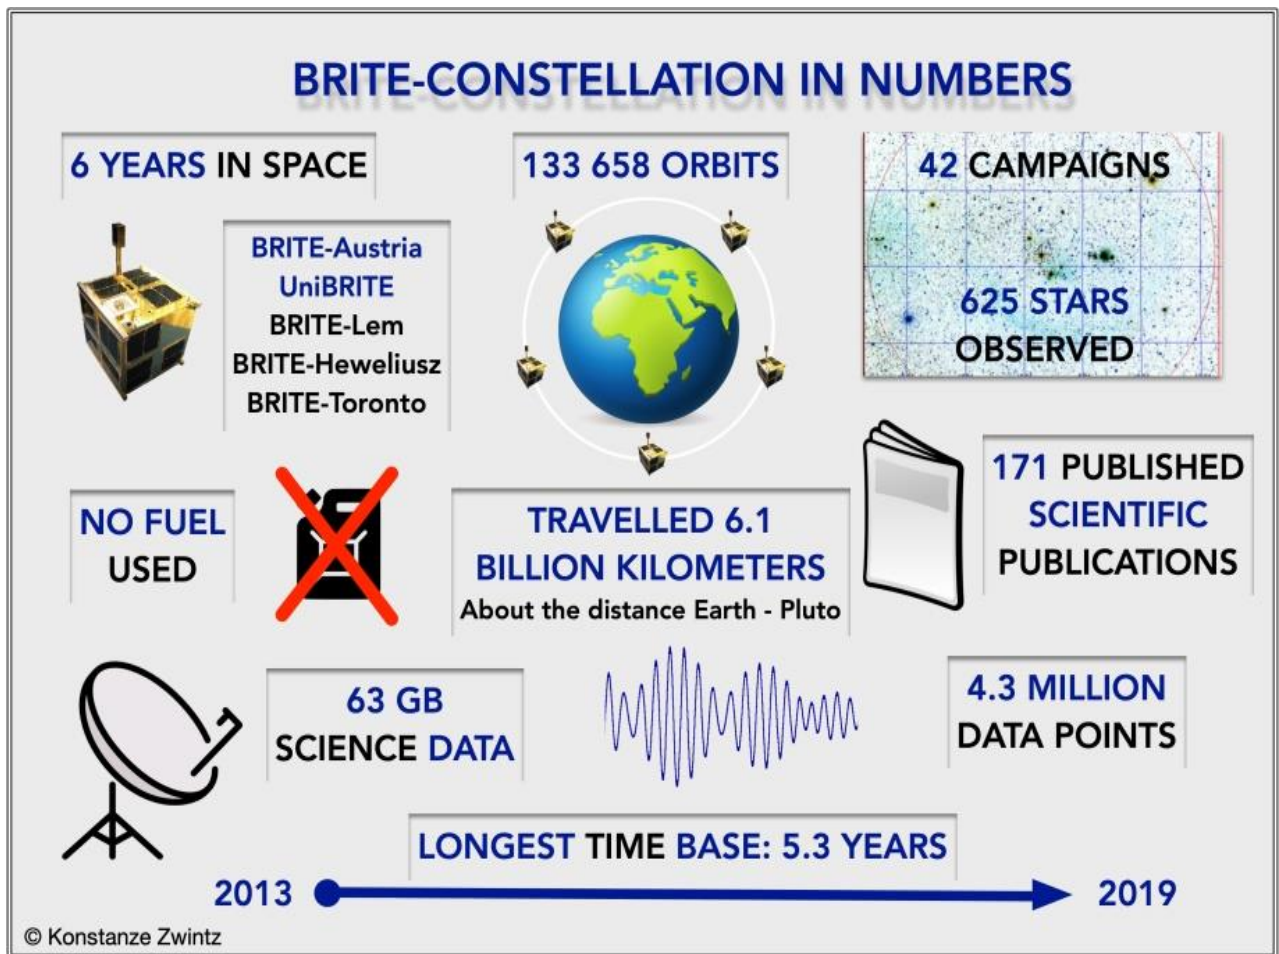 BRITE-CONSTELLATION IN NUMBERS
6 YEARS IN SPACE
133 658 ORBITS
42 CAMPAIGNS
625 STARS
OBSERVED
BRITE-Austria
UniBRITE
BRITE-Lem
BRITE-Heweliusz
BRITE-Toronto
171 PUBLISHED
SCIENTIFIC
PUBLICATIONS
NO FUEL
USED
TRAVELLED 6.1
BILLION KILOMETERS
About the distance Earth - Pluto
63 GB
SCIENCE DATA
4.3 MILLION
DATA POINTS
LONGEST TIME BASE: 5.3 YEARS
2013
2019
© Konstanze Zwintz